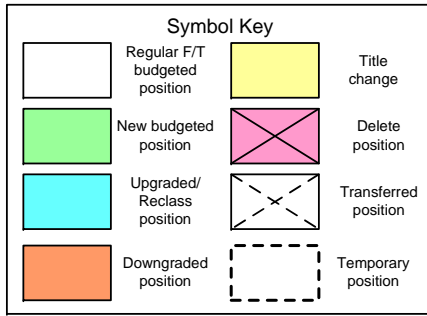 Symbol Key
Regular F/T
budgeted
position
Title
change
New budgeted
position
Delete
position
Upgraded/
Reclass
position
Transferred
position
Downgraded
position
Temporary
position